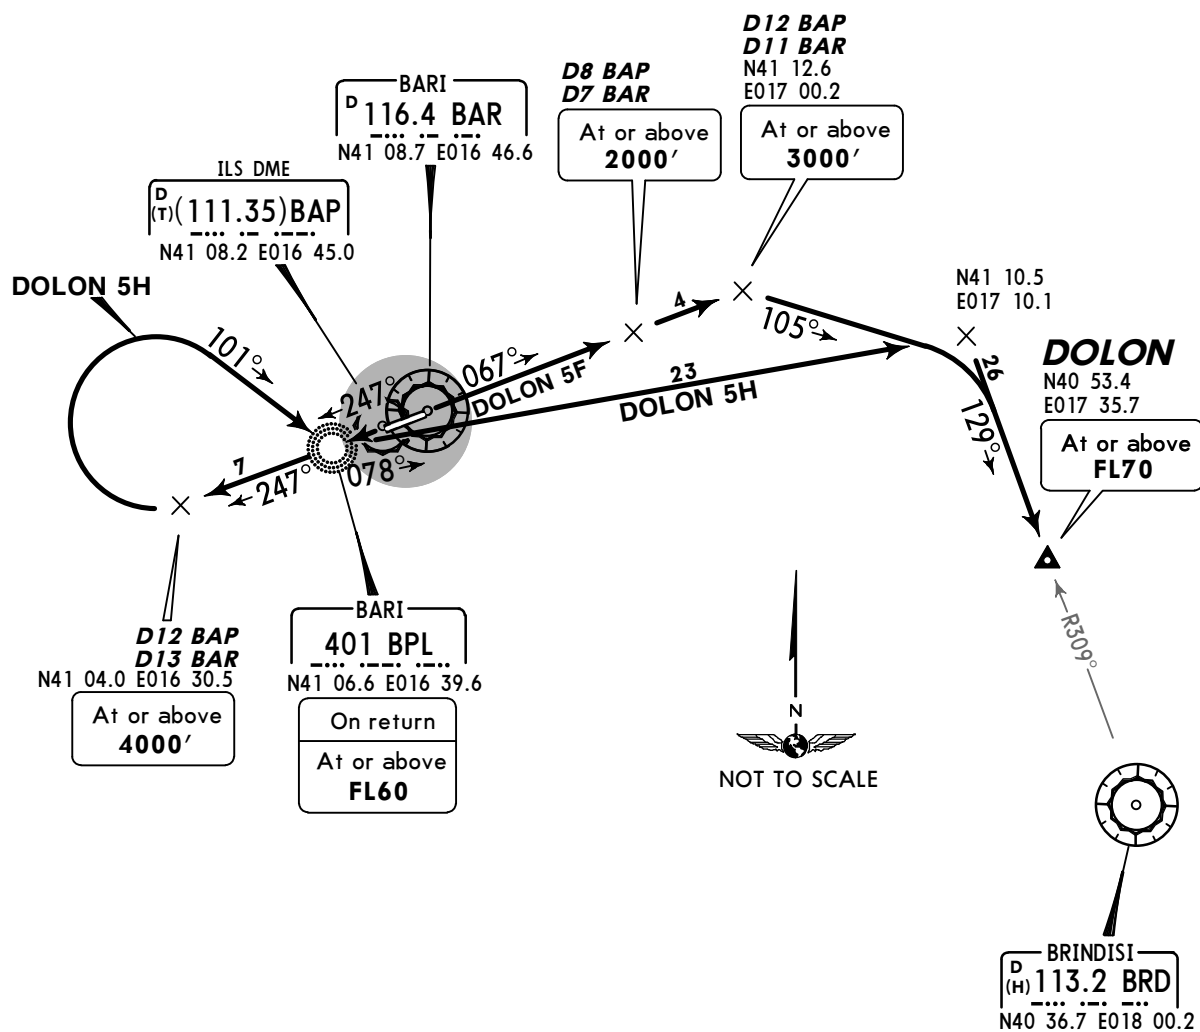 D12 BAP
D11 BAR
N41 12.6
E017 00.2
At or above
3000'
D8 BAP
D7 BAR
At or above
2000'
BARI
D 116.4 BAR
N41 08.7 E016 46.6
ILS DME
D
(T) (111.35) BAP
N41 08.2 E016 45.0
DOLON 5H
101°
247°
067°
DOLON 5F
4
105°
N41 10.5
E017 10.1
26
129°
DOLON
N40 53.4
E017 35.7
At or above
FL70
23
DOLON 5H
078°
7
247°
D12 BAP
D13 BAR
N41 04.0 E016 30.5
At or above
4000'
BARI
401 BPL
N41 06.6 E016 39.6
On return
At or above
FL60
N
NOT TO SCALE
R309°
BRINDISI
D
(H) 113.2 BRD
N40 36.7 E018 00.2